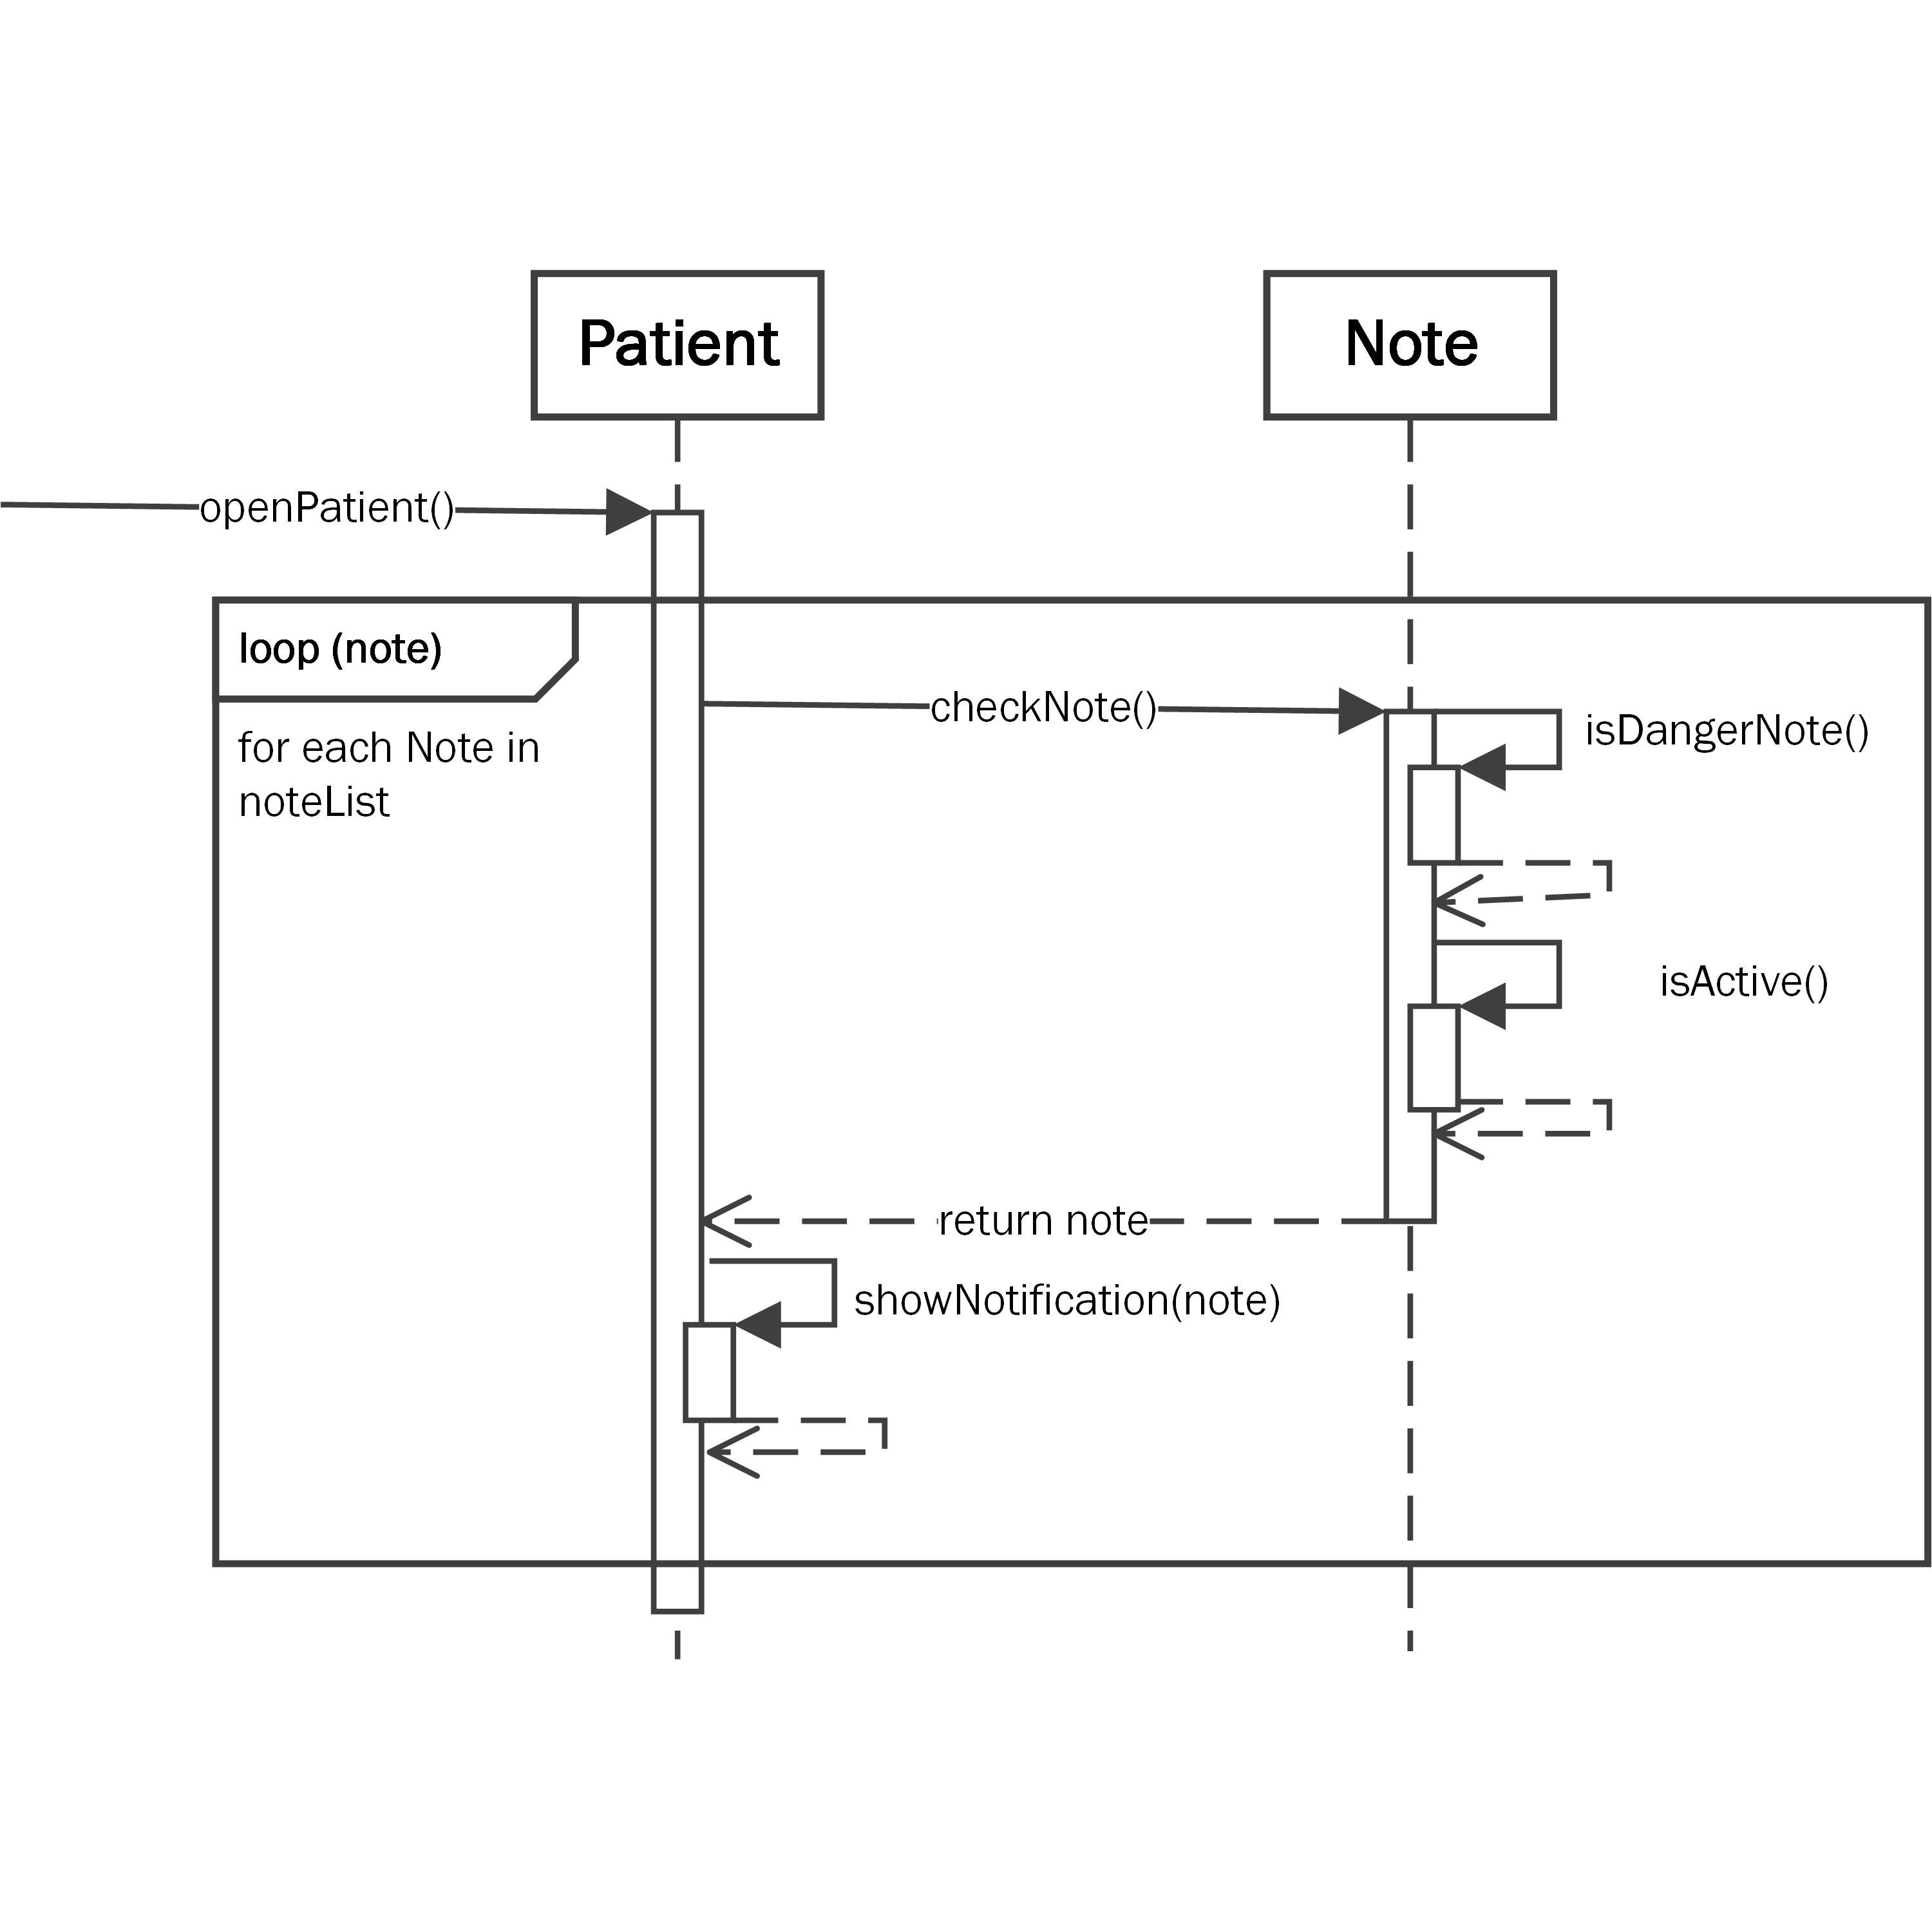 Patient
Note
openPatient()
loop (note)
checkNote()
isDangerNote()
for each Note in
noteList
isActive()
return note
showNotification(note)